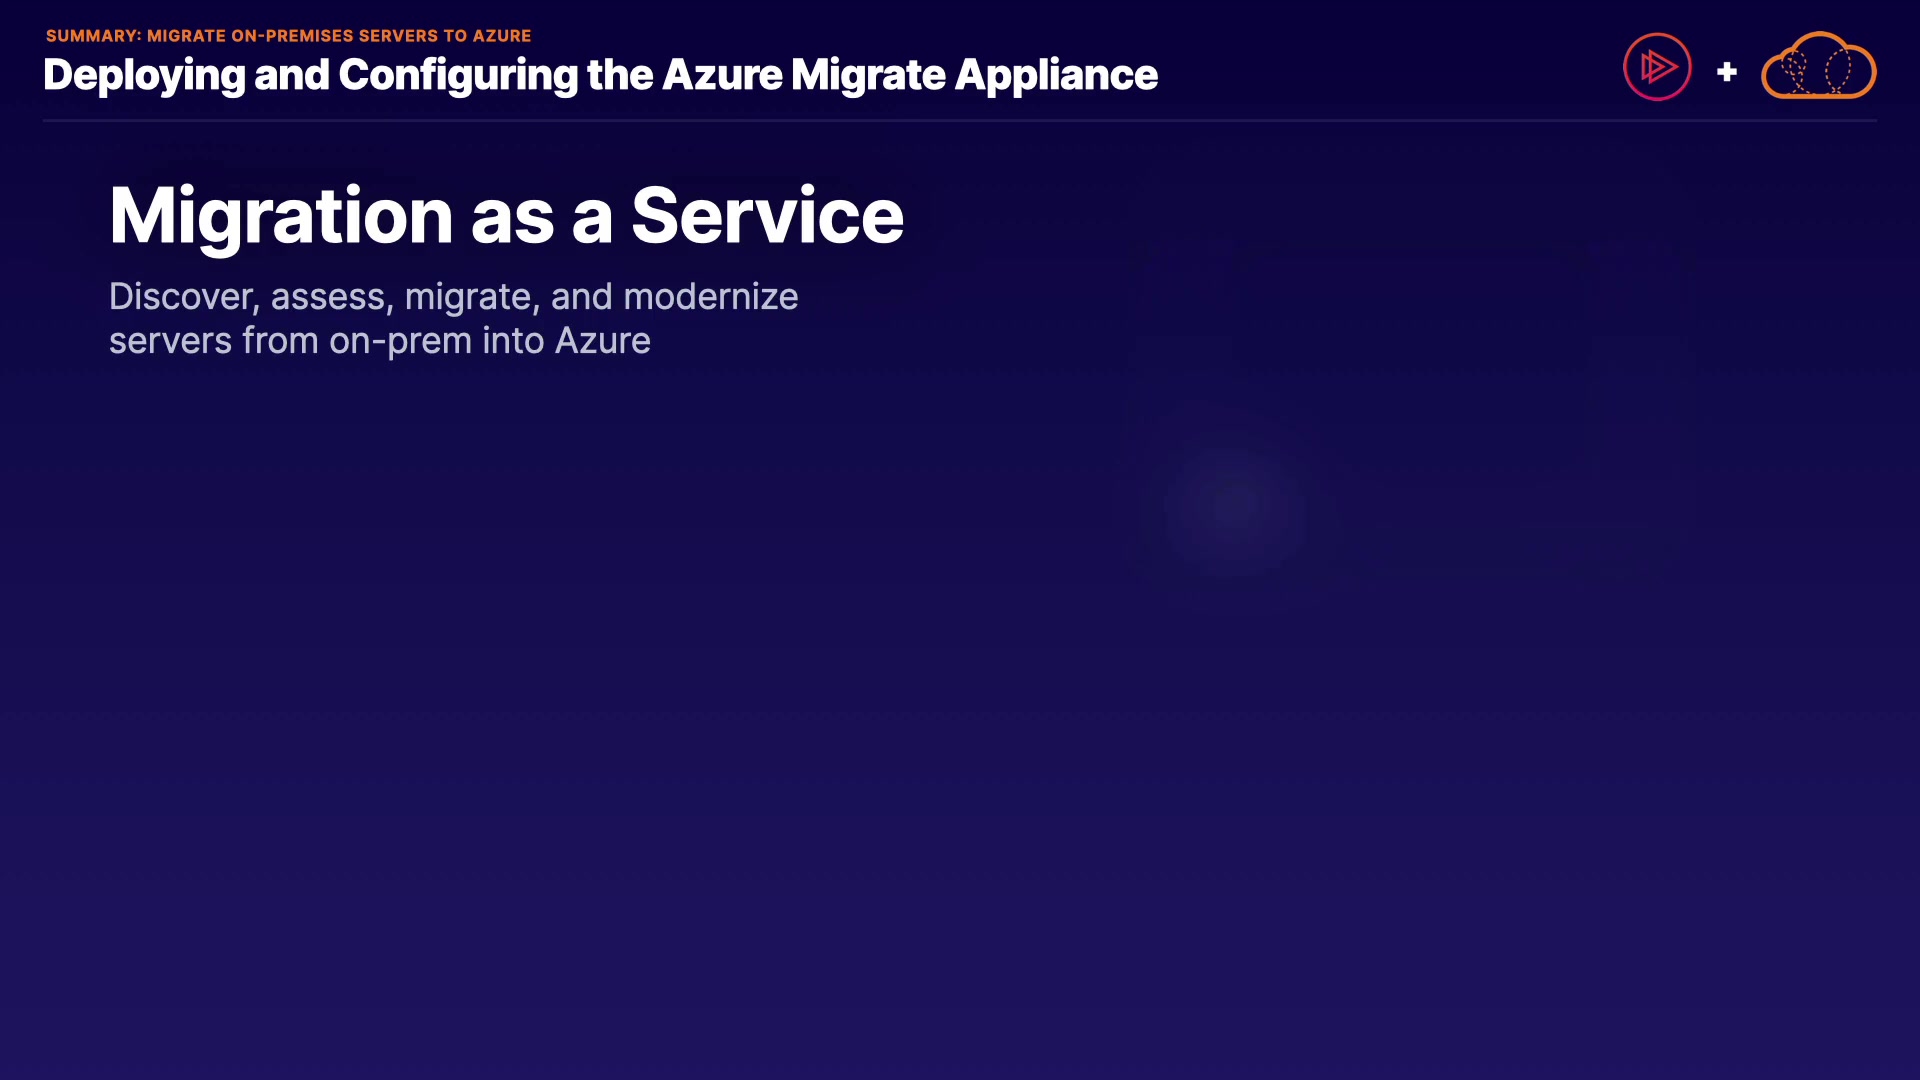 SUMMARY: MIGRATE ON-PREMISES SERVERS TO AZURE
Deploying and Configuring the Azure Migrate Appliance
+
Migration as a Service
Discover, assess, migrate, and modernize
servers from on-prem into Azure